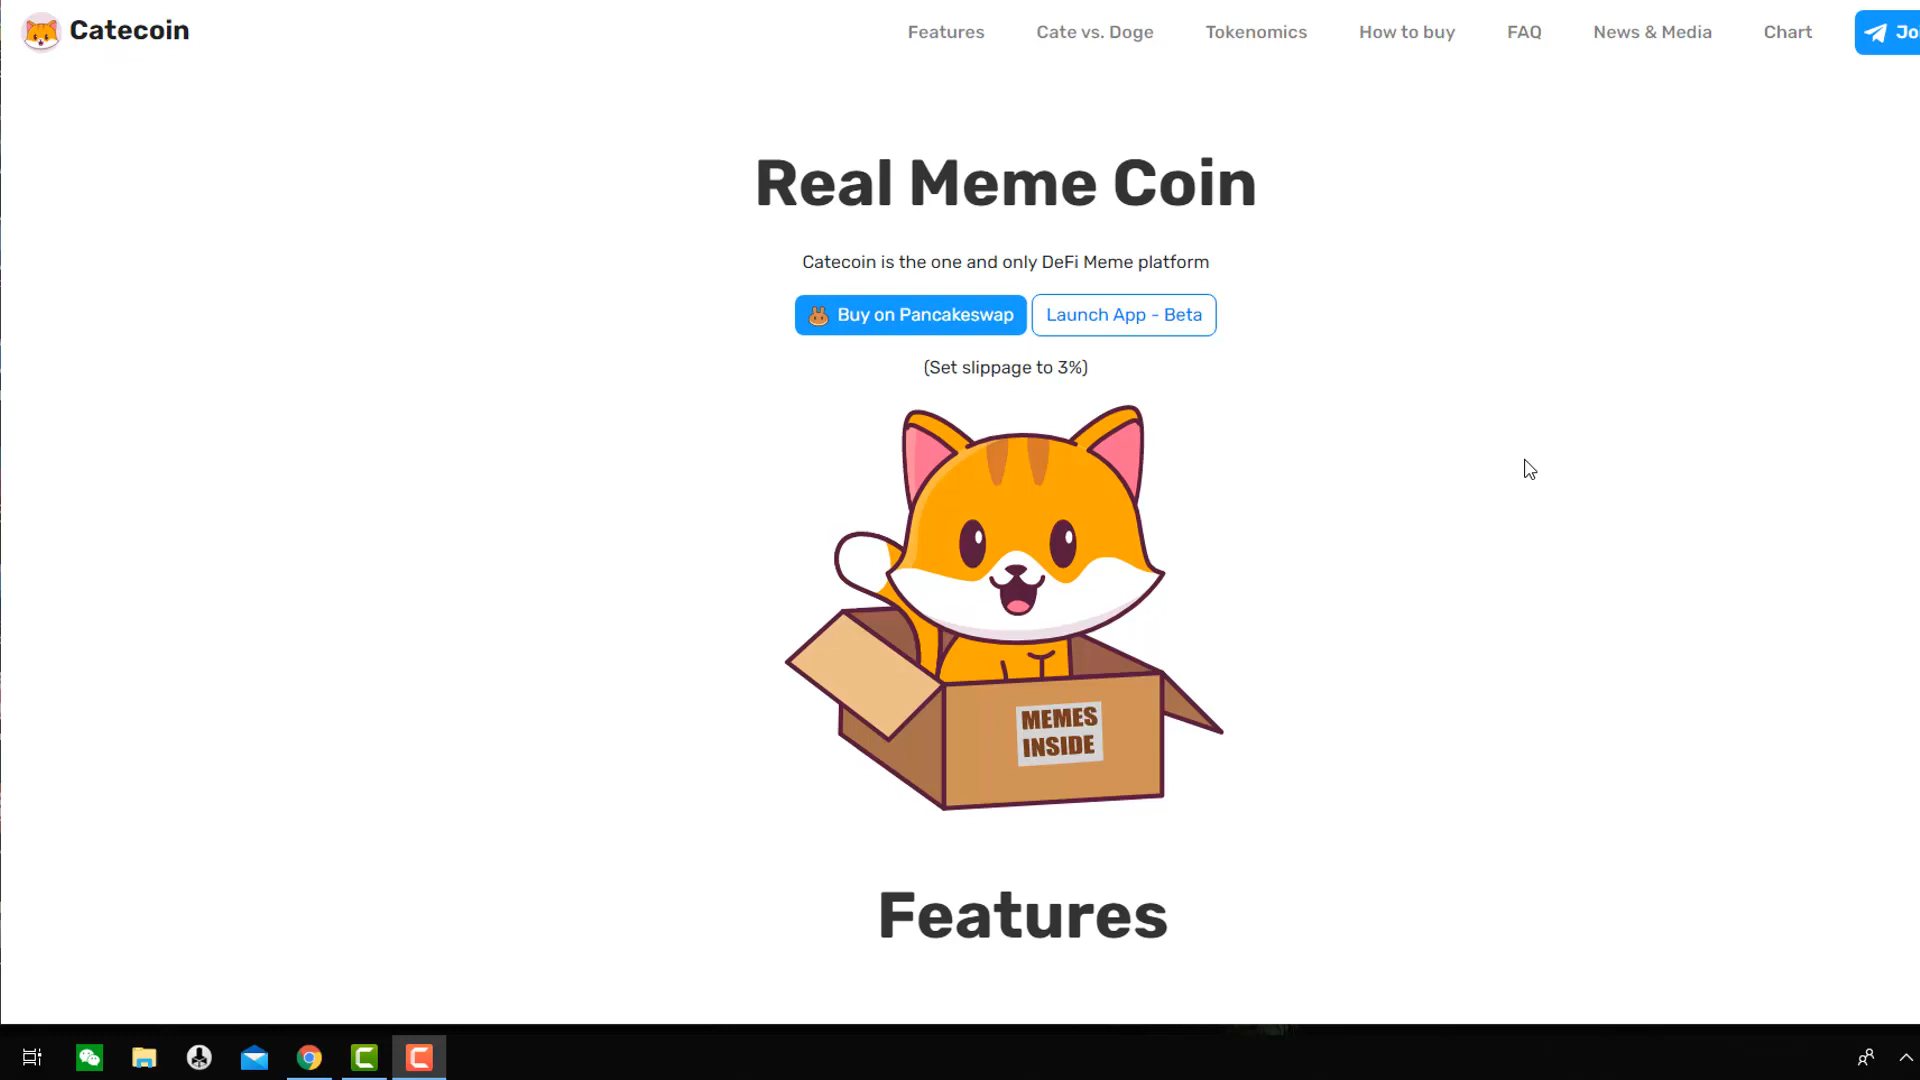 Catecoin
Features
Cate vs. Doge
Tokenomics
How to buy
FAQ
News & Media
Chart
Real Meme Coin
Catecoin is the one and only DeFi Meme platform
Buy on Pancakeswap
Launch App - Beta
(Set slippage to 3%)
MEMES
INSIDE
Features